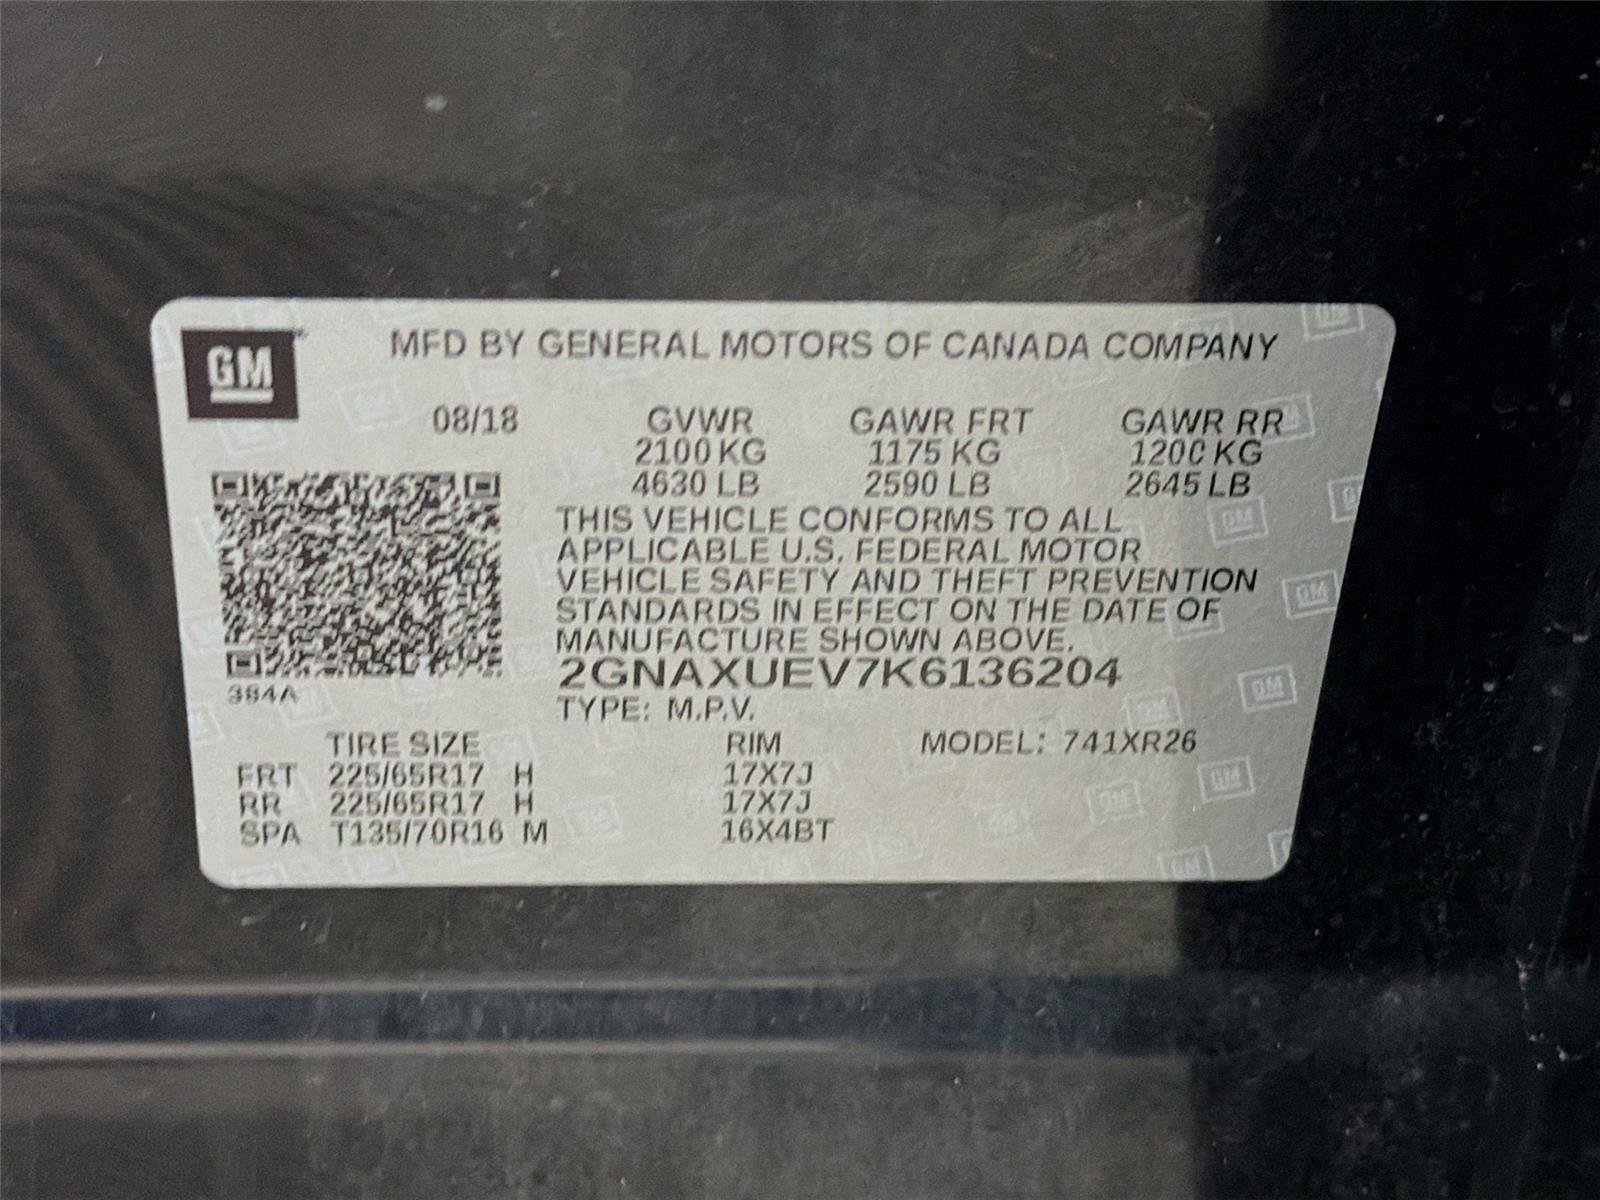 GM
MFD BY GENERAL MOTORS OF CANADA COMPANY
08/18 GVWR GAWR FRT GAWR RR
2100 KG 1175 KG 1200 KG
4630 LB 2590 LB 2645 LB
THIS VEHICLE CONFORMS TO ALL
APPLICABLE U.S. FEDERAL MOTOR
VEHICLE SAFETY AND THEFT PREVENTION
STANDARDS IN EFFECT ON THE DATE OF
MANUFACTURE SHOWN ABOVE.
2GNAXUEV7K6136204
384A
TYPE: M.P.V.
TIRE SIZE RIM MODEL: 741XR26
FRT 225/65R17 H 17X7J
RR 225/65R17 H 17X7J
SPA T135/70R16 M 16X4BT